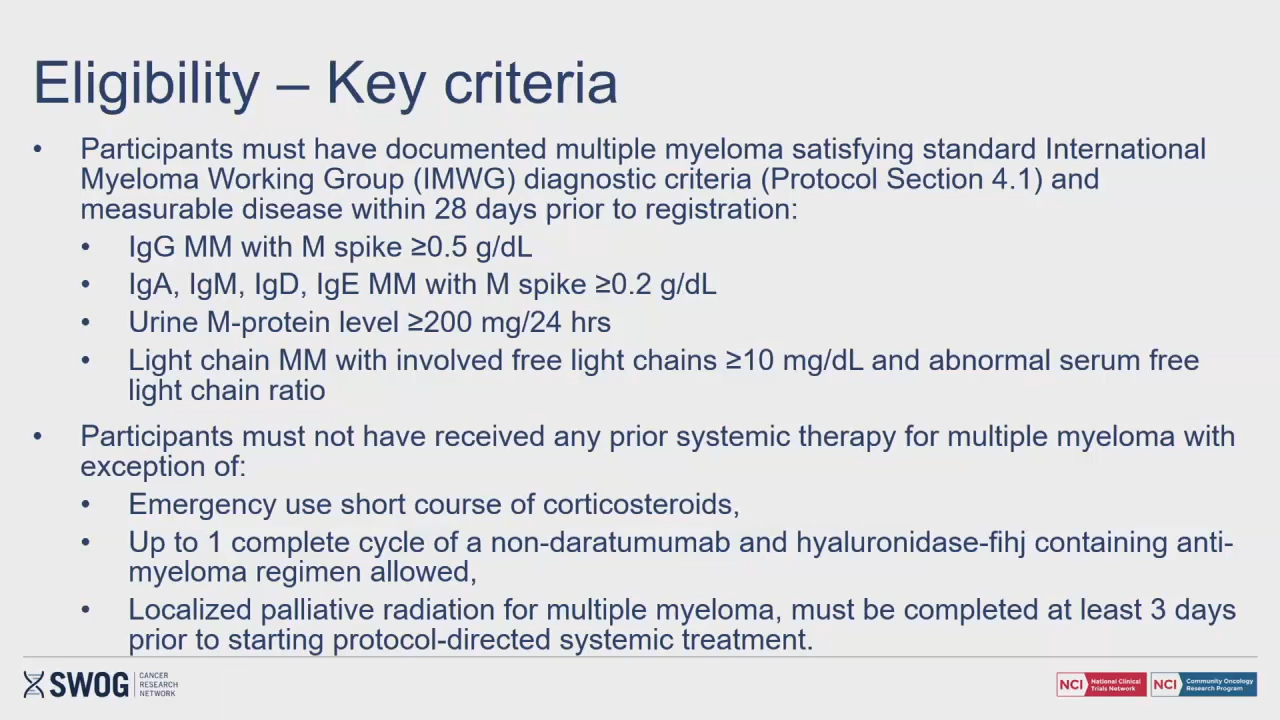 Eligibility – Key criteria
• Participants must have documented multiple myeloma satisfying standard International
Myeloma Working Group (IMWG) diagnostic criteria (Protocol Section 4.1) and
measurable disease within 28 days prior to registration:
• IgG MM with M spike ≥0.5 g/dL
• IgA, IgM, IgD, IgE MM with M spike ≥0.2 g/dL
• Urine M-protein level ≥200 mg/24 hrs
• Light chain MM with involved free light chains ≥10 mg/dL and abnormal serum free
light chain ratio
• Participants must not have received any prior systemic therapy for multiple myeloma with
exception of:
• Emergency use short course of corticosteroids,
• Up to 1 complete cycle of a non-daratumumab and hyaluronidase-fihj containing anti-
myeloma regimen allowed,
• Localized palliative radiation for multiple myeloma, must be completed at least 3 days
prior to starting protocol-directed systemic treatment.
SWOG
CANCER
RESEARCH
NETWORK
NCI
National Clinical
Trials Network
NCI
Community Oncology
Research Program